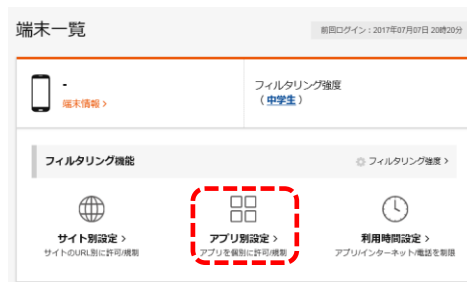 端末一覧
前回ログイン：2017年07月07日 20時20分
-
端末情報 >
フィルタリング強度
（ 中学生 ）
フィルタリング機能
フィルタリング強度 >
サイト別設定 >
サイトのURL別に許可/規制
アプリ別設定 >
アプリを個別に許可/規制
利用時間設定 >
アプリ/インターネット/電話を制限